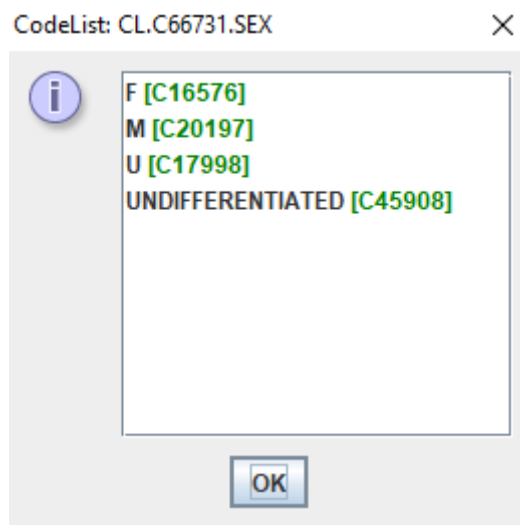 CodeList: CL.C66731.SEX
F [C16576]
M [C20197]
U [C17998]
UNDIFFERENTIATED [C45908]
OK